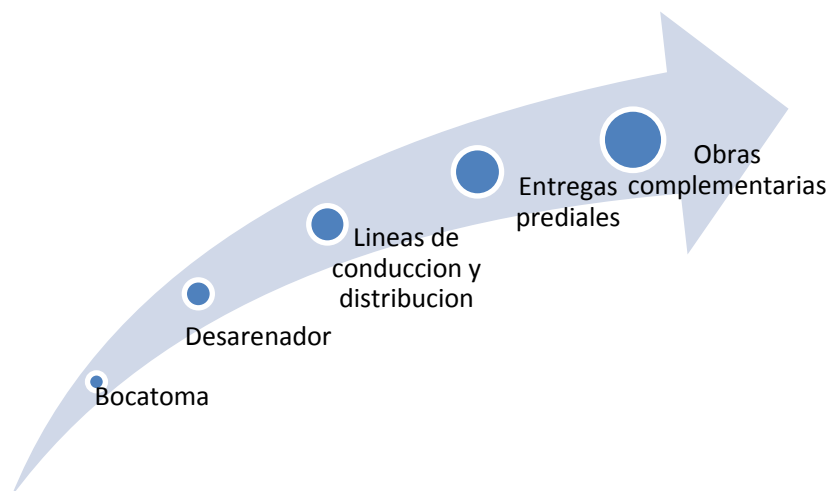 Bocatoma
Desarenador
Lineas de
conduccion y
distribucion
Entregas
prediales
Obras
complementarias